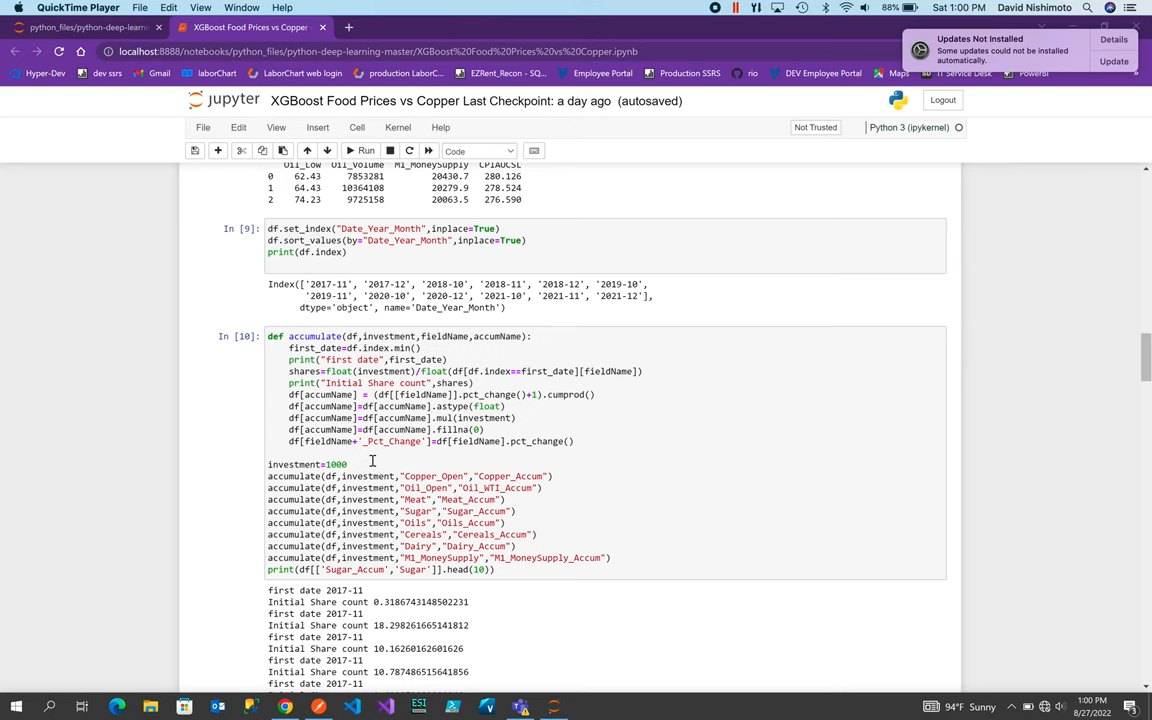 QuickTime Player File Edit View Window Help 88% Sat 1:00 PM David Nishimoto
python_files/python-deep-learni XGBoost Food Prices vs Copper
localhost:8888/notebooks/python_files/python-deep-learning-master/XGBoost%20Food%20Prices%20vs%20Copper.ipynb
Updates Not Installed
Some updates could not be installed
automatically.
Details
Update
Hyper-Dev dev ssrs Gmail laborChart LaborChart web login production LaborC... EZRent_Recon - SQ... Employee Portal Production SSRS rio DEV Employee Portal Maps IT Service Desk PowerBI
jupyter XGBoost Food Prices vs Copper Last Checkpoint: a day ago (autosaved) Logout
File Edit View Insert Cell Kernel Help Not Trusted Python 3 (ipykernel)
Run Code
Oil_Low Oil_Volume M1_MoneySupply CPIAUCSL
0 62.43 7853281 20430.7 280.126
1 64.43 10364108 20279.9 278.524
2 74.23 9725158 20063.5 276.590
In [9]: df.set_index("Date_Year_Month",inplace=True)
df.sort_values(by="Date_Year_Month",inplace=True)
print(df.index)
Index(['2017-11', '2017-12', '2018-10', '2018-11', '2018-12', '2019-10',
'2019-11', '2020-10', '2020-12', '2021-10', '2021-11', '2021-12'],
dtype='object', name='Date_Year_Month')
In [10]: def accumulate(df,investment,fieldName,accumName):
first_date=df.index.min()
print("first date",first_date)
shares=float(investment)/float(df[df.index==first_date][fieldName])
print("Initial Share count",shares)
df[accumName] = (df[[fieldName]].pct_change()+1).cumprod()
df[accumName]=df[accumName].astype(float)
df[accumName]=df[accumName].mul(investment)
df[accumName]=df[accumName].fillna(0)
df[fieldName+'_Pct_Change']=df[fieldName].pct_change()
investment=1000
accumulate(df,investment,"Copper_Open","Copper_Accum")
accumulate(df,investment,"Oil_Open","Oil_WTI_Accum")
accumulate(df,investment,"Meat","Meat_Accum")
accumulate(df,investment,"Sugar","Sugar_Accum")
accumulate(df,investment,"Oils","Oils_Accum")
accumulate(df,investment,"Cereals","Cereals_Accum")
accumulate(df,investment,"Dairy","Dairy_Accum")
accumulate(df,investment,"M1_MoneySupply","M1_MoneySupply_Accum")
print(df[['Sugar_Accum','Sugar']].head(10))
first date 2017-11
Initial Share count 0.3186743148502231
first date 2017-11
Initial Share count 18.298261665141812
first date 2017-11
Initial Share count 10.16260162601626
first date 2017-11
Initial Share count 10.787486515641856
first date 2017-11
94°F Sunny 1:00 PM
8/27/2022